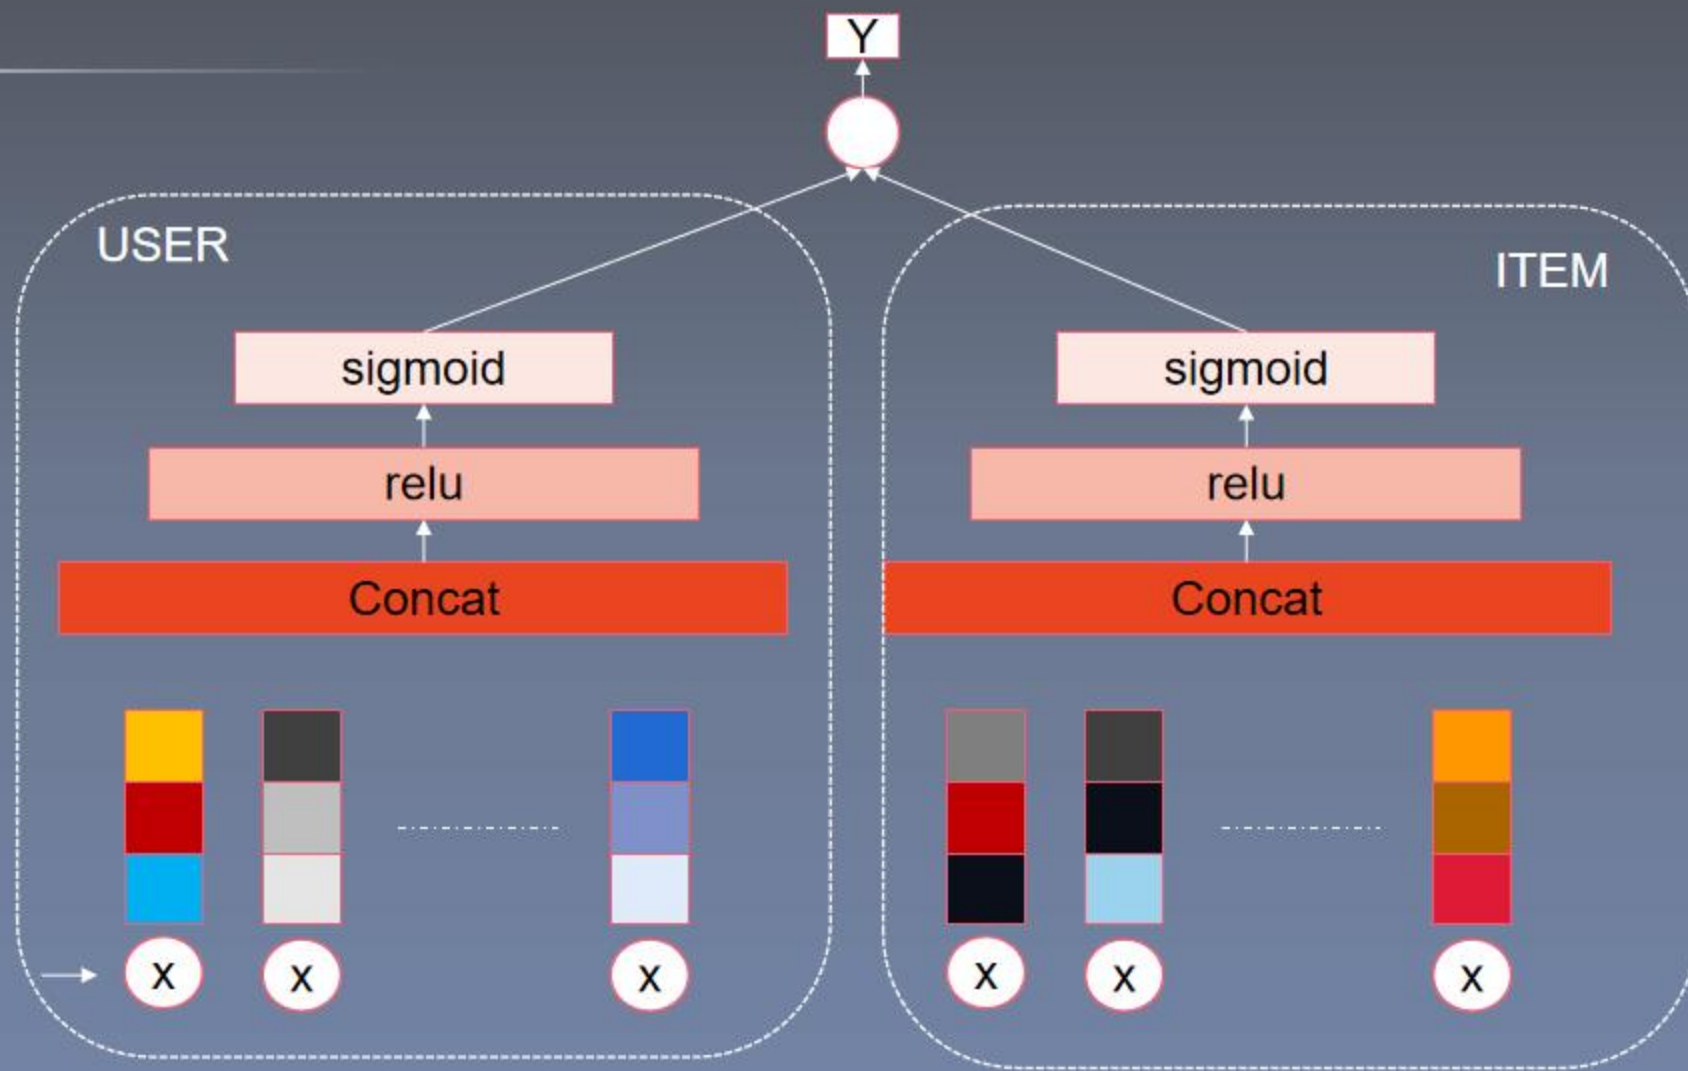 Y
USER
ITEM
sigmoid
sigmoid
relu
relu
Concat
Concat
x
x
x
x
x
x